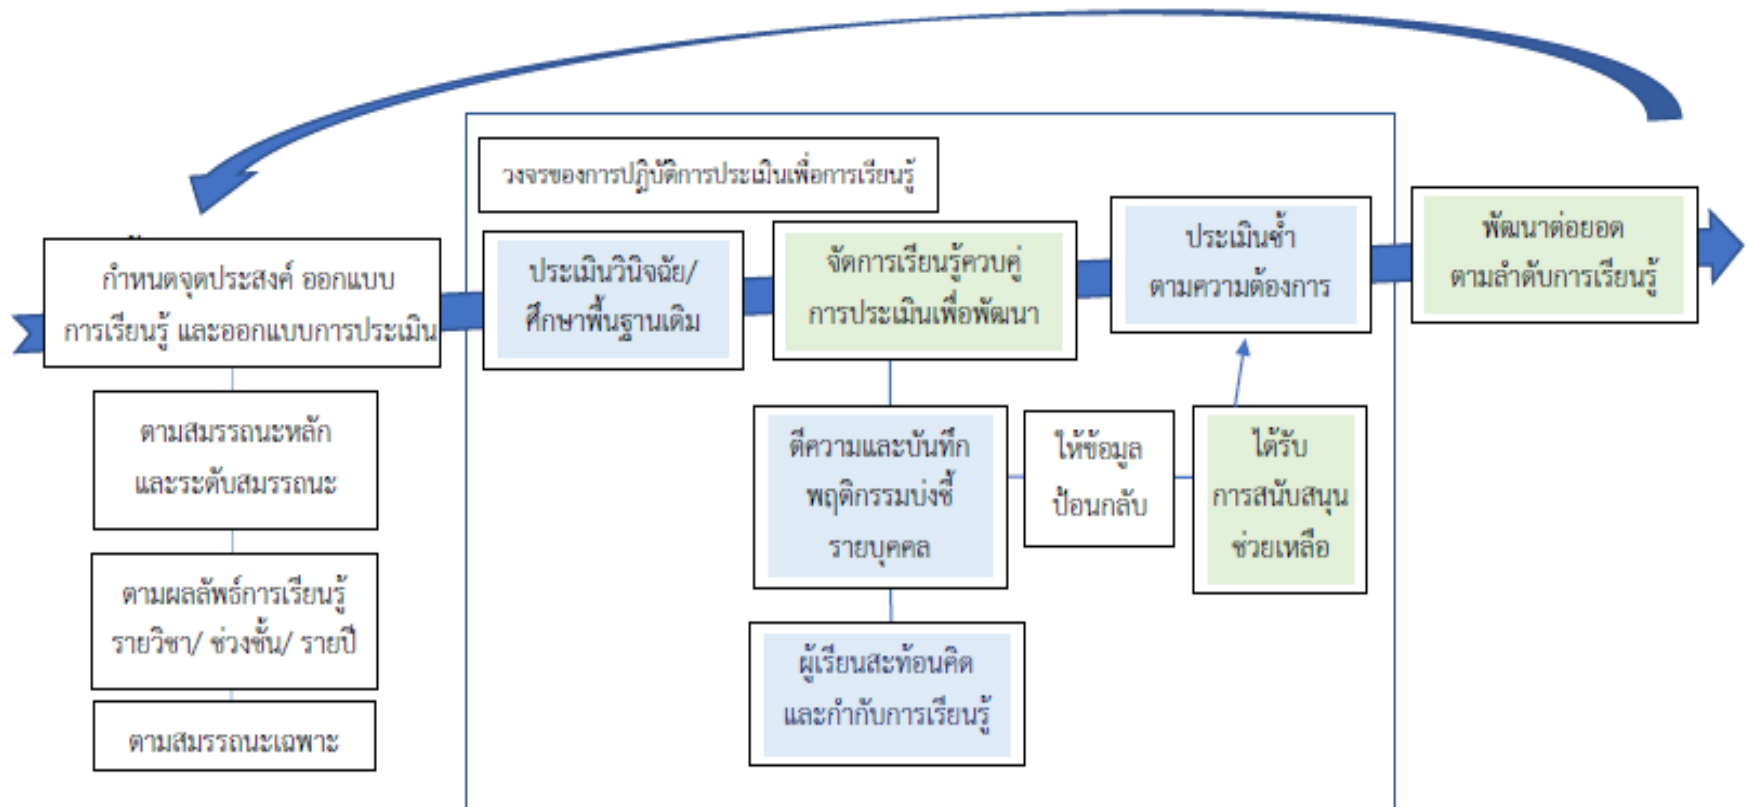 วงจรของการปฏิบัติการประเมินเพื่อการเรียนรู้
กำหนดจุดประสงค์ ออกแบบ
การเรียนรู้ และออกแบบการประเมิน
ตามสมรรถนะหลัก
และระดับสมรรถนะ
ตามผลลัพธ์การเรียนรู้
รายวิชา/ ช่วงชั้น/ รายปี
ตามสมรรถนะเฉพาะ
ประเมินวินิจฉัย/
ศึกษาพื้นฐานเดิม
จัดการเรียนรู้ควบคู่
การประเมินเพื่อพัฒนา
ตีความและบันทึก
พฤติกรรมบ่งชี้
รายบุคคล
ผู้เรียนสะท้อนคิด
และกำกับการเรียนรู้
ให้ข้อมูล
ป้อนกลับ
ได้รับ
การสนับสนุน
ช่วยเหลือ
ประเมินซ้ำ
ตามความต้องการ
พัฒนาต่อยอด
ตามลำดับการเรียนรู้